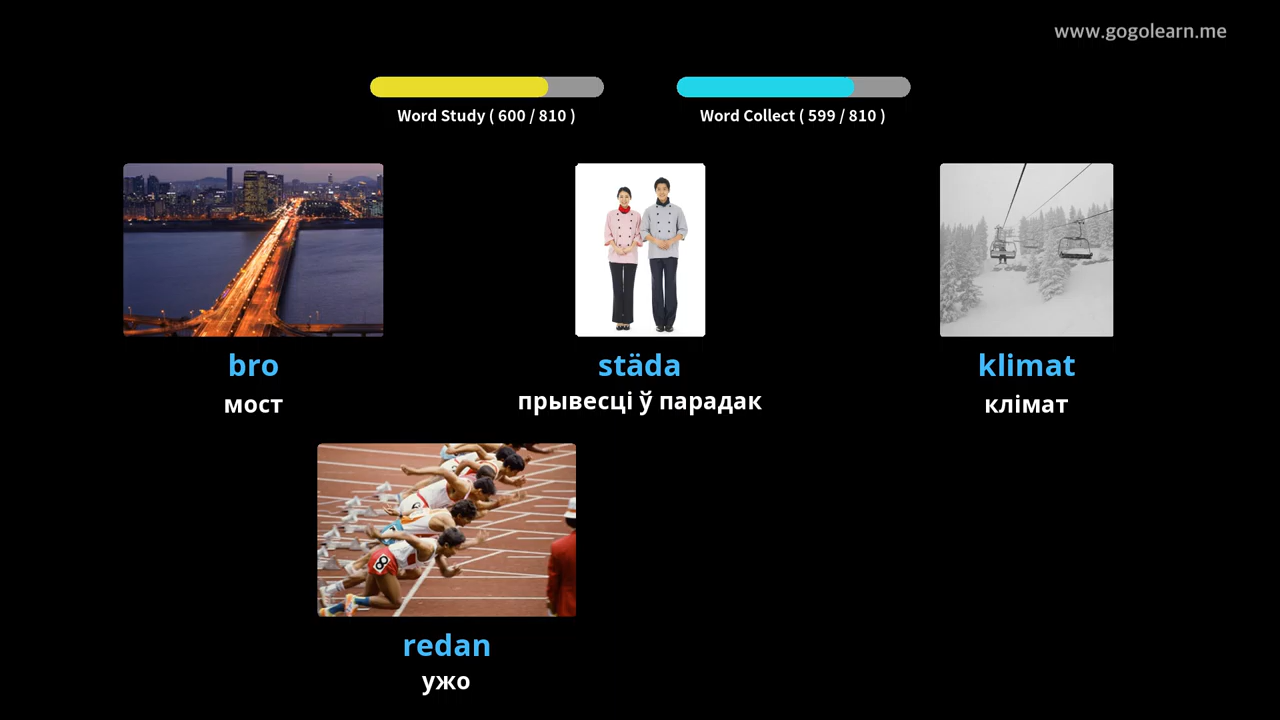 www.gogolearn.me
Word Study ( 600 / 810 )
Word Collect ( 599 / 810 )
bro
мост
städa
прывесці ў парадак
klimat
клімат
8
redan
ужо